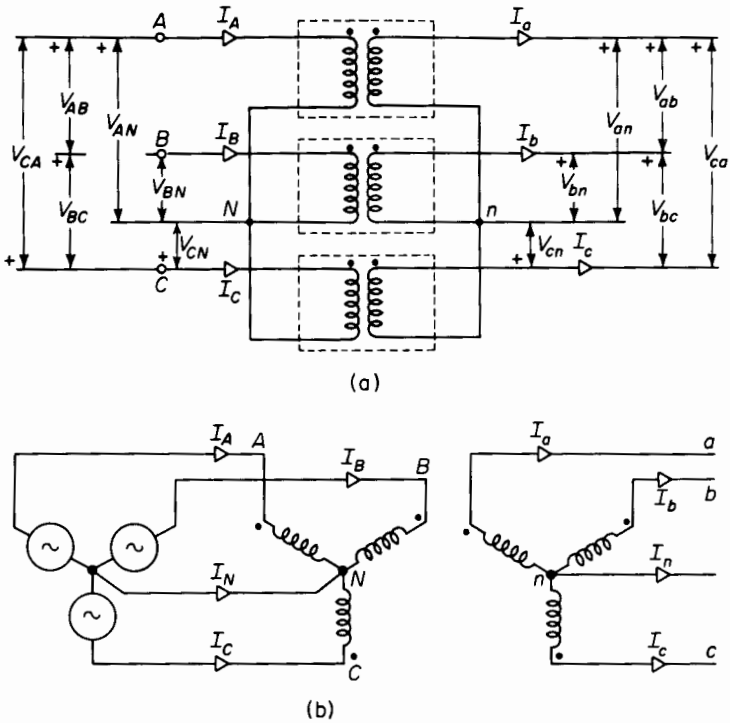 A I_A I_a
+ + + + + +
V_AB V_AN V_an V_ab
B I_B I_b
V_CA + + + V_ca
V_BC V_BN V_bn V_bc
N n
V_CN V_cn I_c
+ + +
C I_C
(a)
I_A A I_a a
I_B B I_b b
~ ~
I_N N n I_n
~
I_C C I_c c
(b)